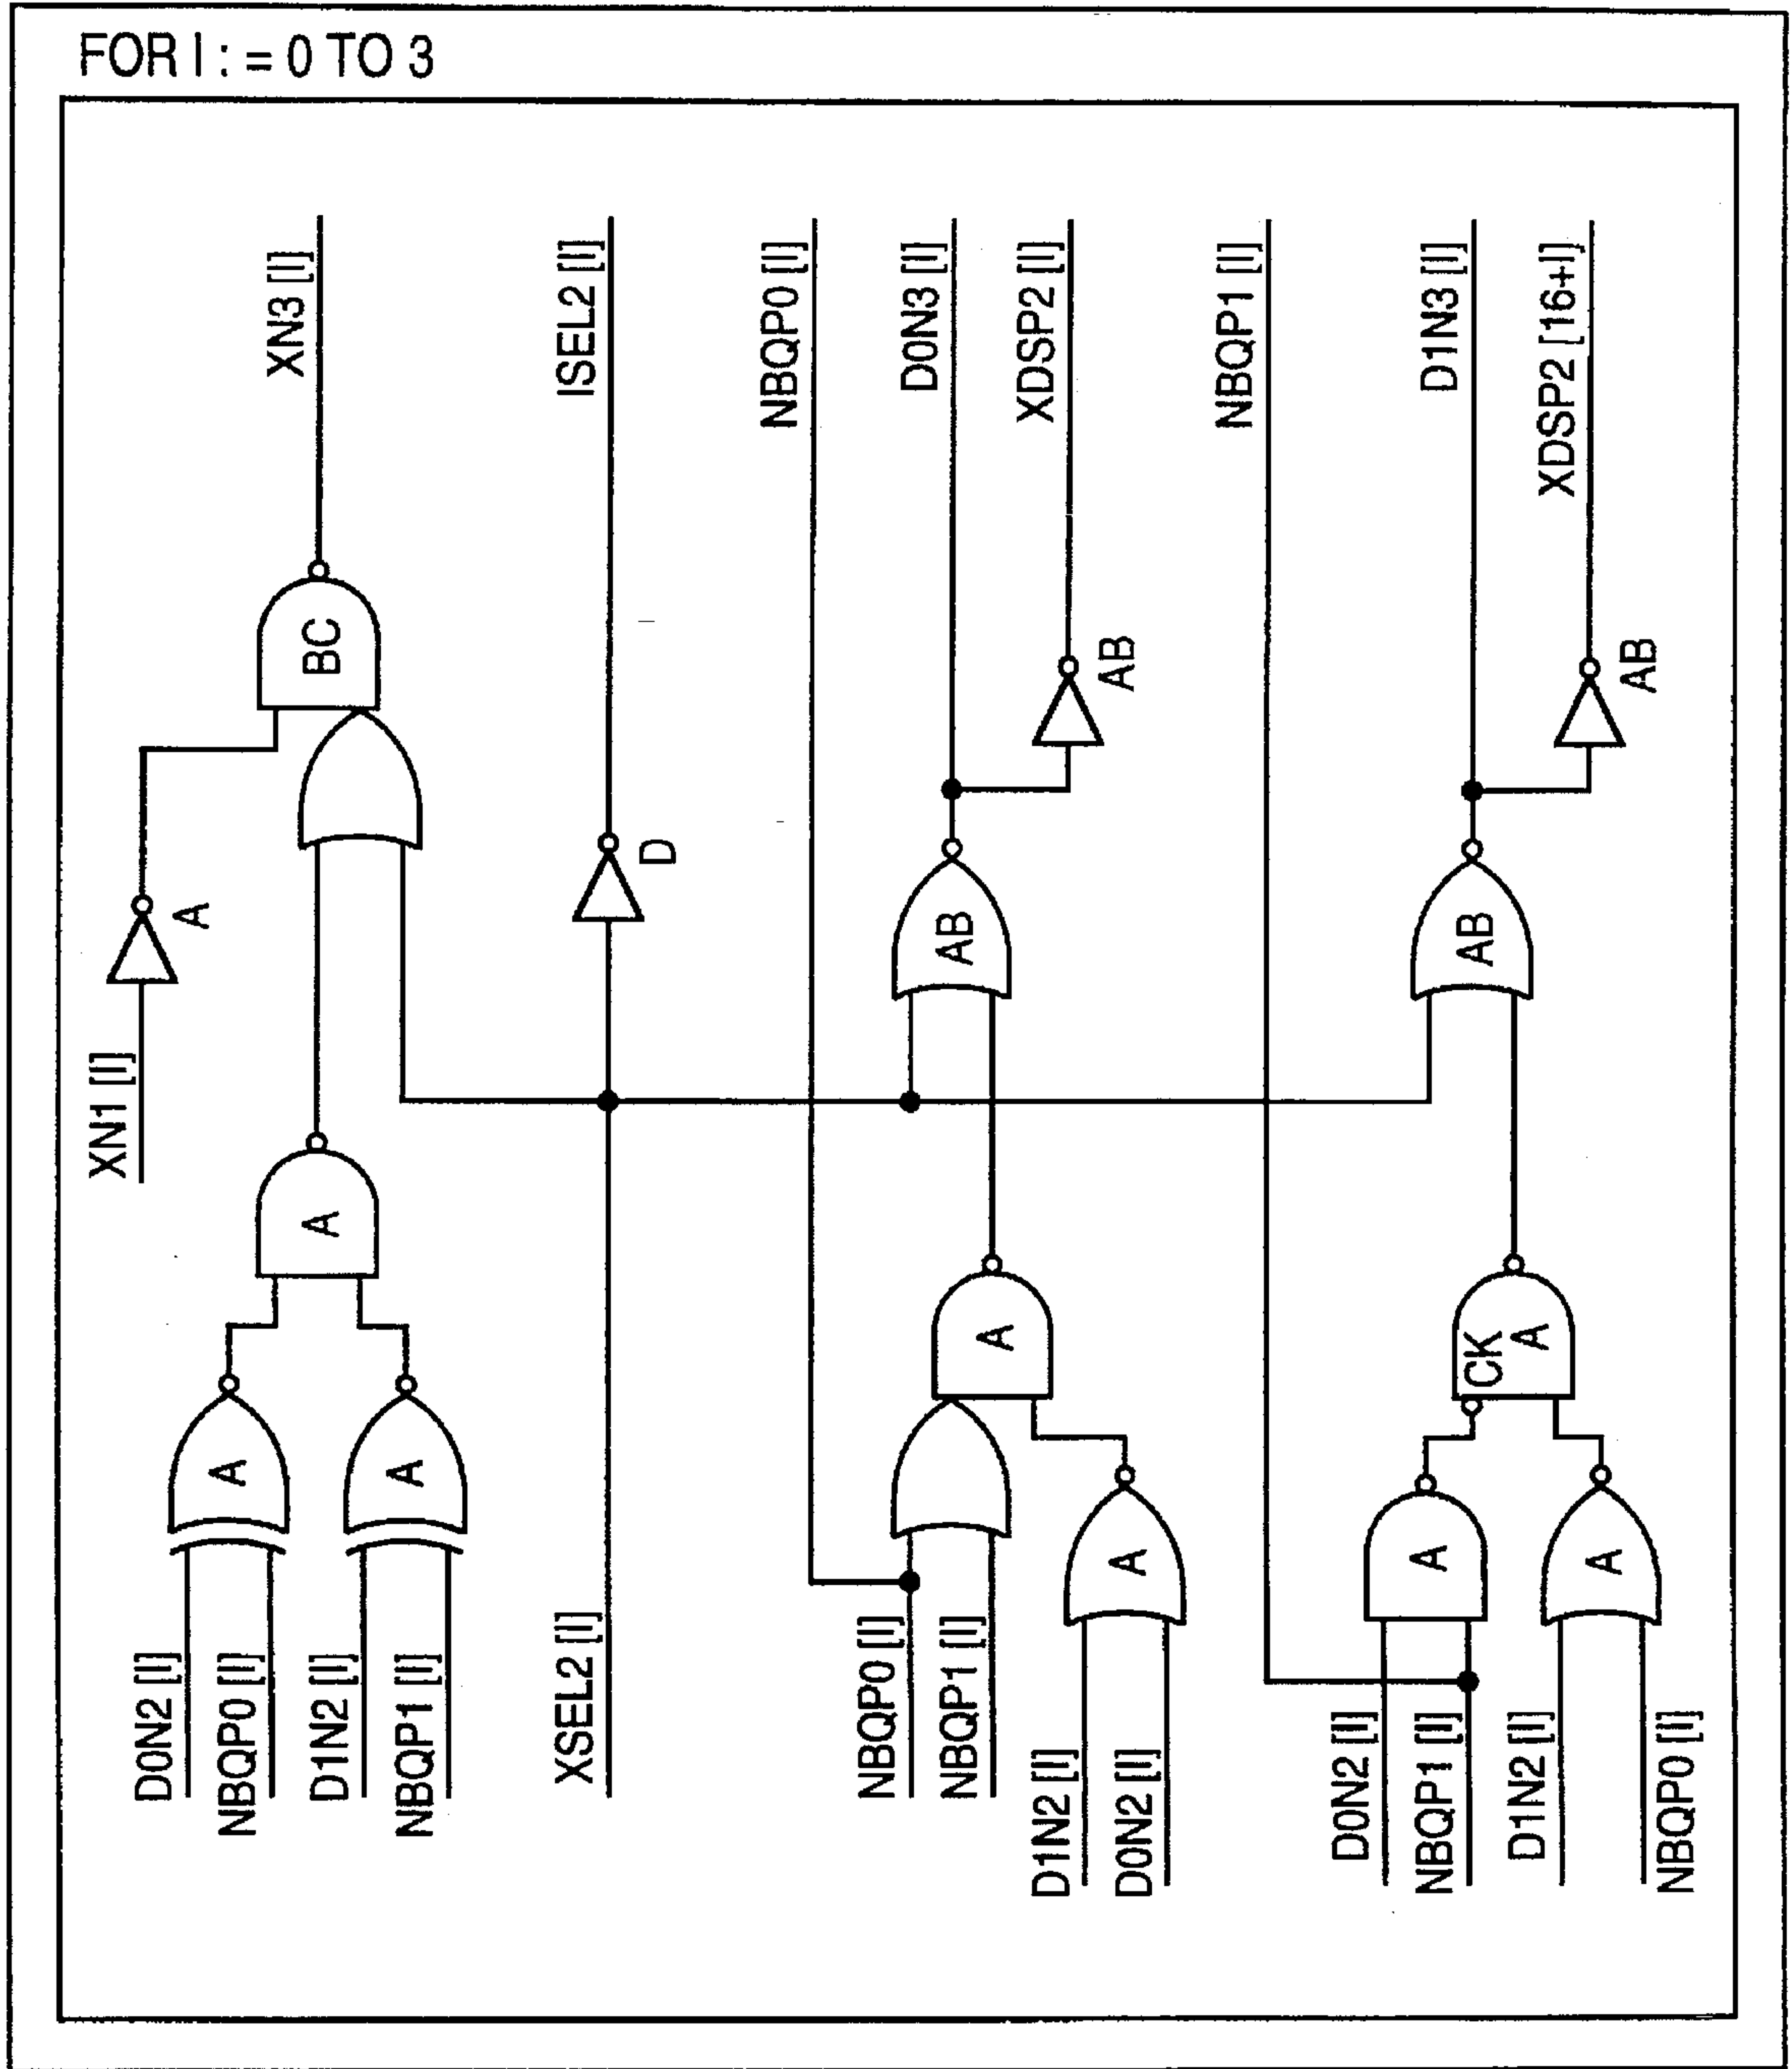 FOR I : = 0 TO 3
XN1 [I]
A
XN3 [I]
D0N2 [I]
NBQP0 [I]
A
D1N2 [I]
NBQP1 [I]
A
A
BC
XSEL2 [I]
D
ISEL2 [I]
NBQP0 [I]
NBQP0 [I]
NBQP1 [I]
A
AB
D0N3 [I]
D1N2 [I]
D0N2 [I]
A
AB
XDSP2 [I]
NBQP1 [I]
D0N2 [I]
NBQP1 [I]
A
CK
A
AB
D1N3 [I]
D1N2 [I]
NBQP0 [I]
A
AB
XDSP2 [16+I]